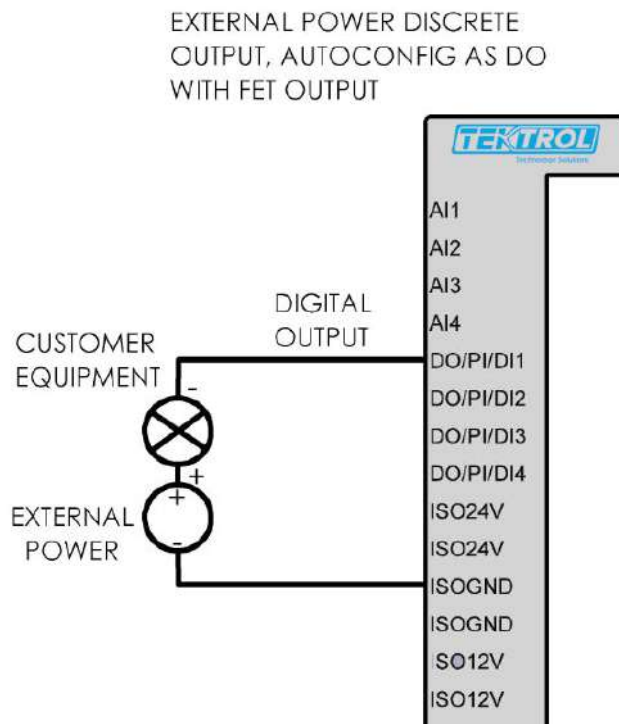 EXTERNAL POWER DISCRETE
OUTPUT, AUTOCONFIG AS DO
WITH FET OUTPUT
TEKTROL
Technector Solutions
AI1
AI2
AI3
AI4
DIGITAL
OUTPUT
CUSTOMER
EQUIPMENT
DO/PI/DI1
-
DO/PI/DI2
DO/PI/DI3
DO/PI/DI4
+
+
EXTERNAL
POWER
-
ISO24V
ISO24V
ISOGND
ISOGND
ISO12V
ISO12V